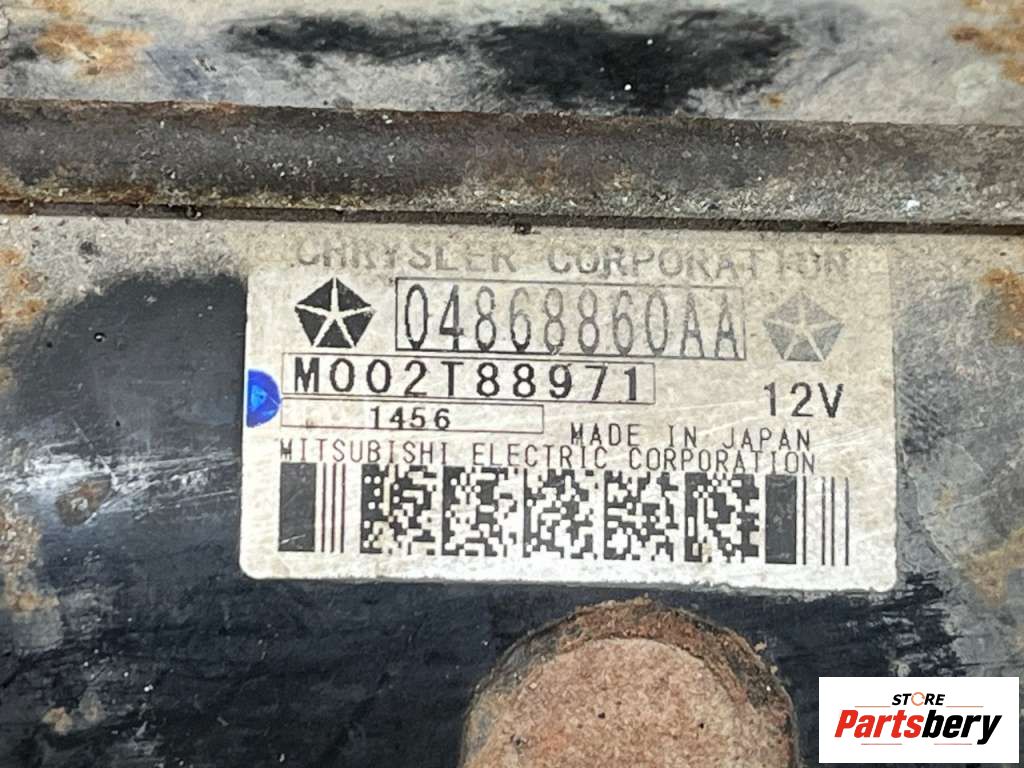 CHRYSLER CORPORATION
04868860AA
M002T88971
12V
1456
MADE IN JAPAN
MITSUBISHI ELECTRIC CORPORATION
STORE
Partsbery